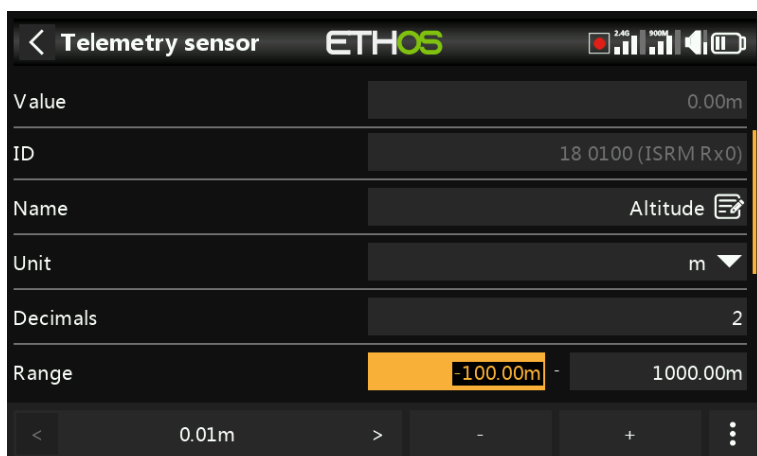 < Telemetry sensor ETHOS 2.4G 900M
Value 0.00m
ID 18 0100 (ISRM Rx0)
Name Altitude
Unit m
Decimals 2
Range -100.00m - 1000.00m
< 0.01m > - +